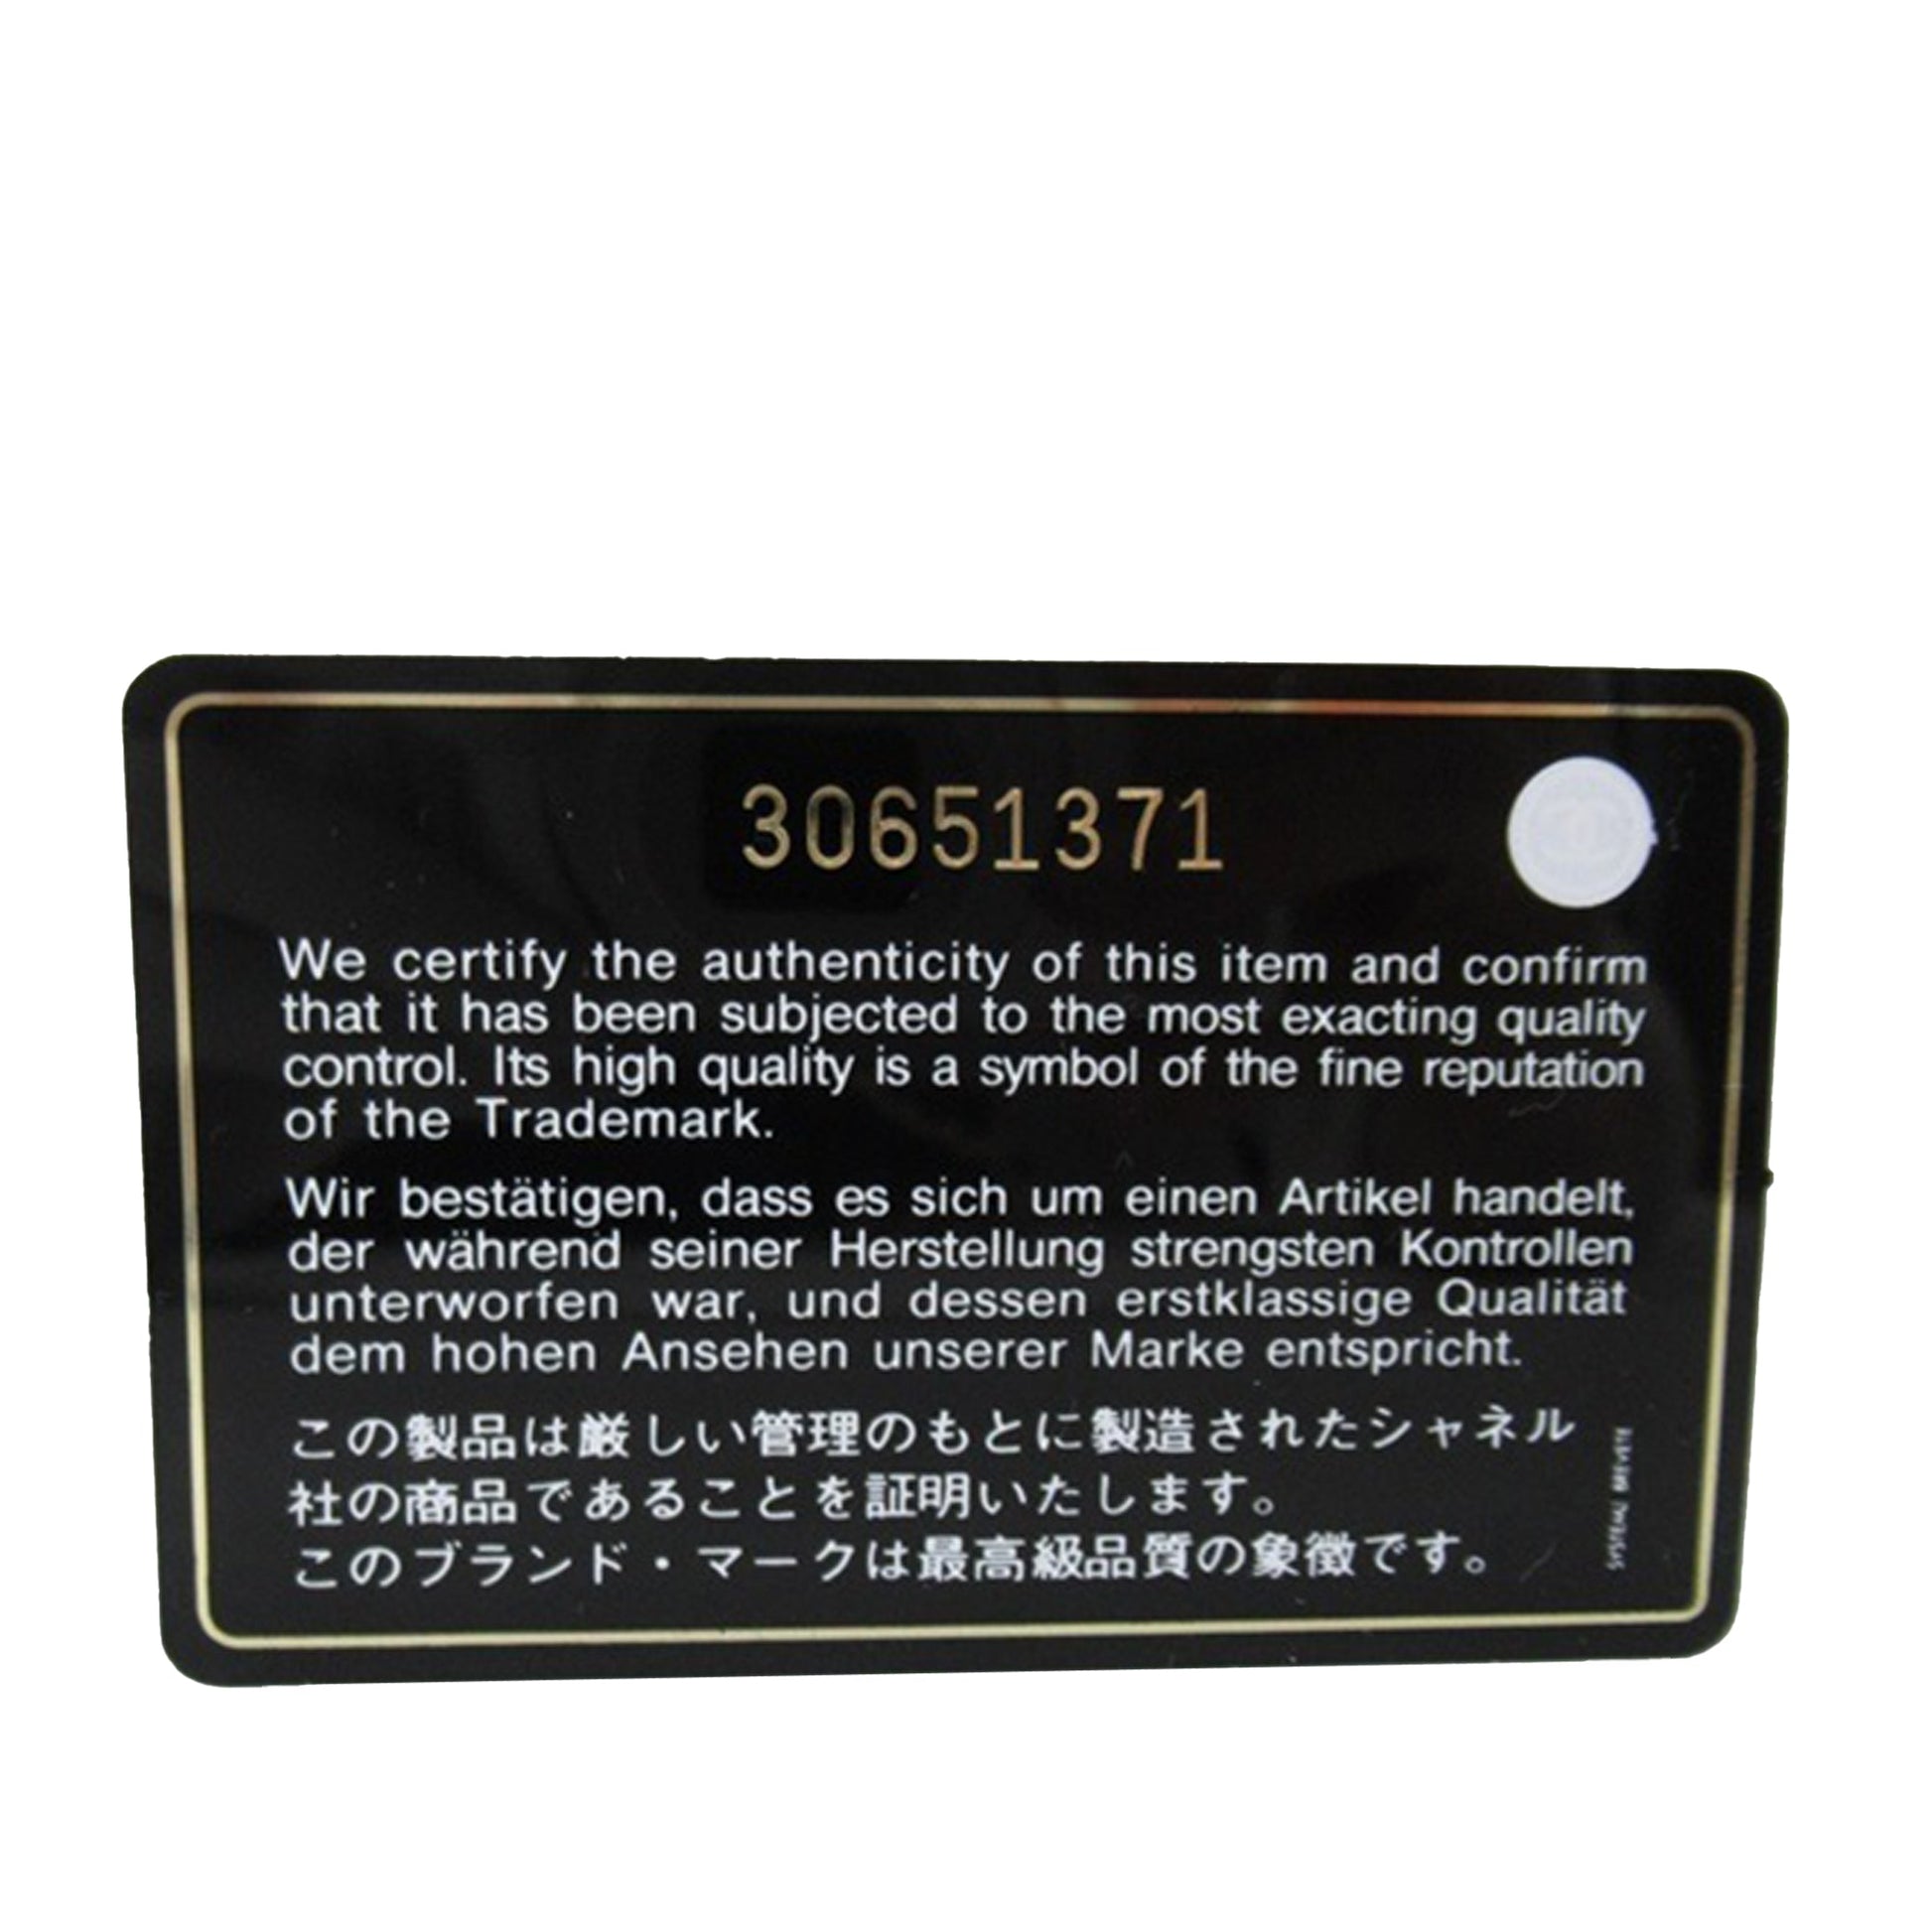 30651371
We certify the authenticity of this item and confirm
that it has been subjected to the most exacting quality
control. Its high quality is a symbol of the fine reputation
of the Trademark.
Wir bestätigen, dass es sich um einen Artikel handelt,
der während seiner Herstellung strengsten Kontrollen
unterworfen war, und dessen erstklassige Qualität
dem hohen Ansehen unserer Marke entspricht.
この製品は厳しい管理のもとに製造されたシャネル
社の商品であることを証明いたします。
このブランド・マークは最高級品質の象徴です。
SYSTEME BREVETE